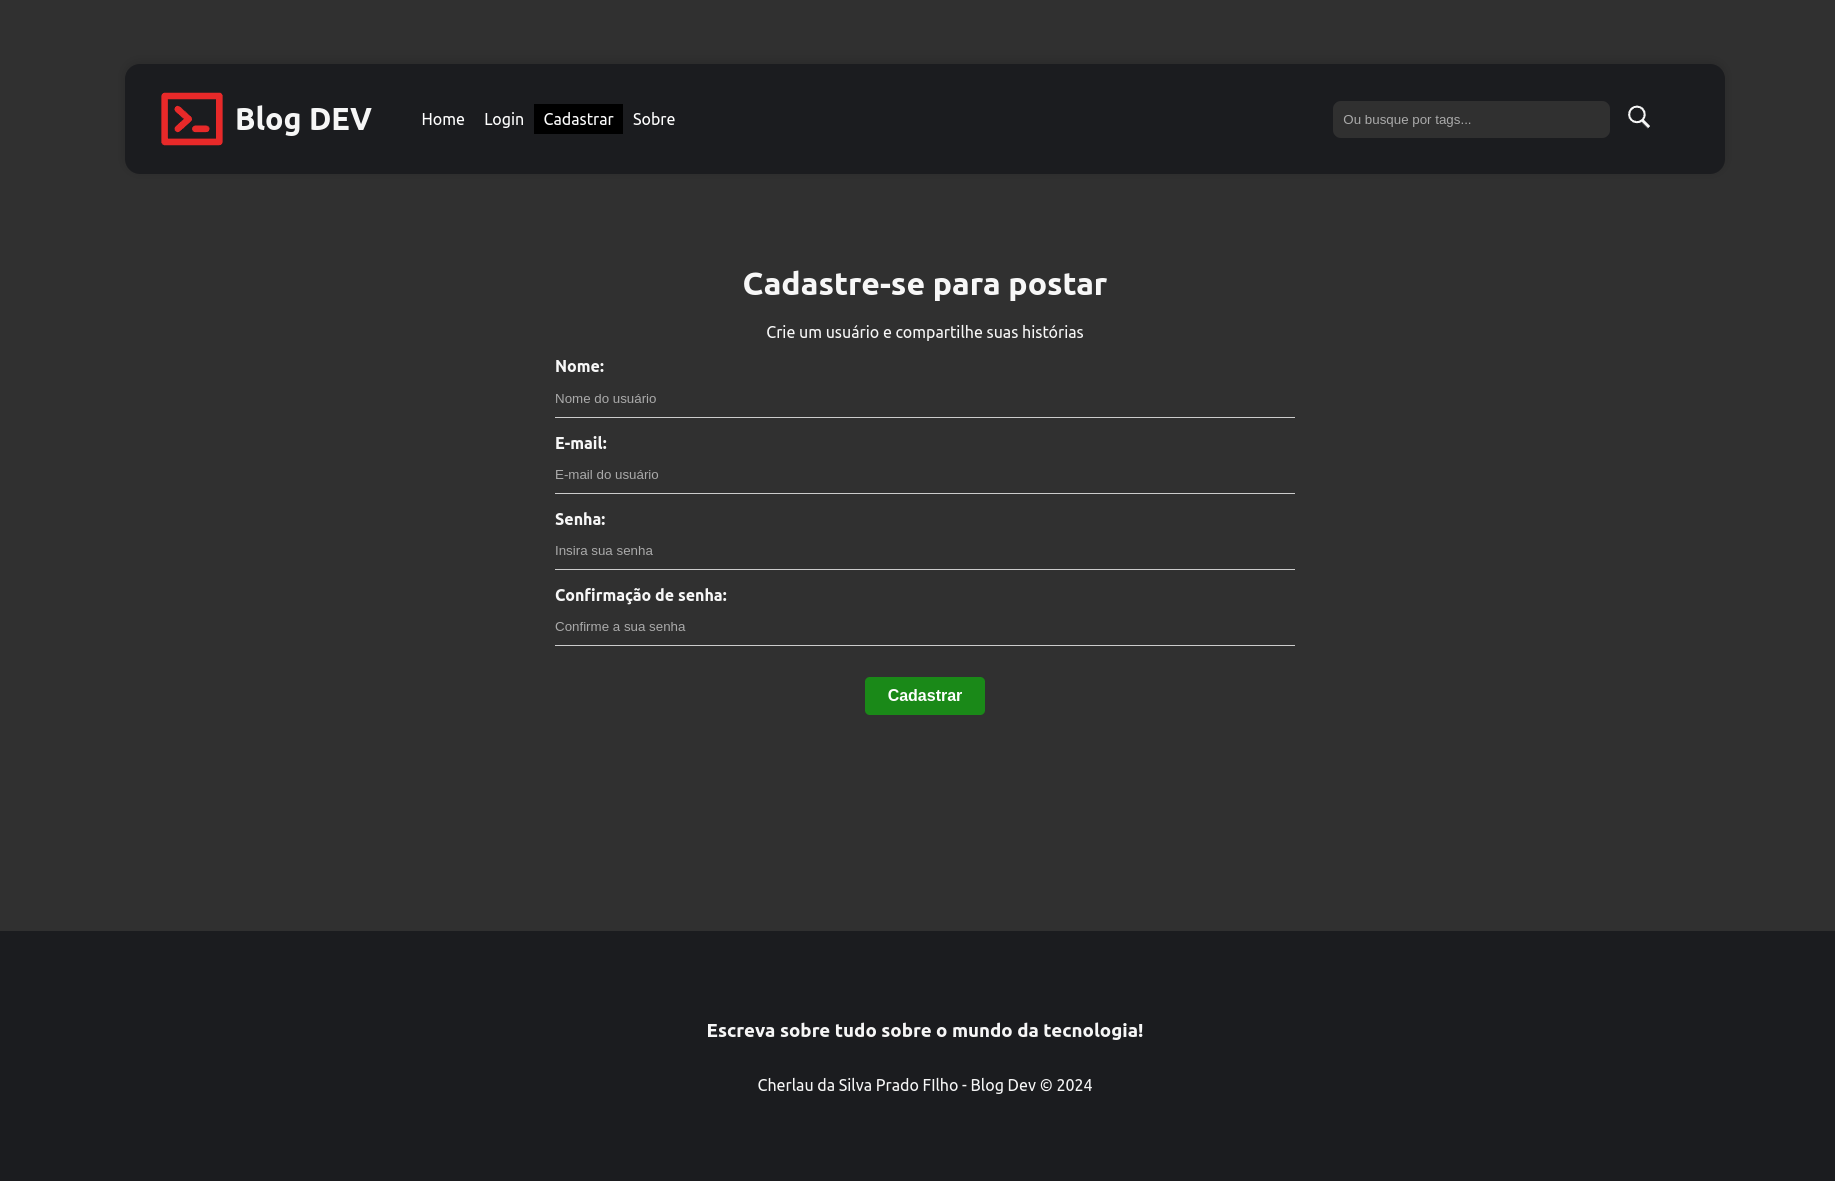 Blog DEV
Home Login Cadastrar Sobre
Ou busque por tags...
Cadastre-se para postar
Crie um usuário e compartilhe suas histórias
Nome:
Nome do usuário
E-mail:
E-mail do usuário
Senha:
Insira sua senha
Confirmação de senha:
Confirme a sua senha
Cadastrar
Escreva sobre tudo sobre o mundo da tecnologia!
Cherlau da Silva Prado FIlho - Blog Dev © 2024